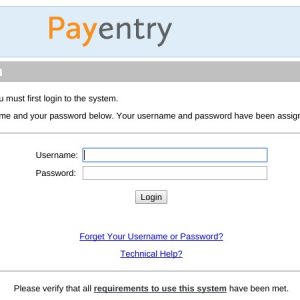 Payentry
u must first login to the system.
me and your password below. Your username and password have been assig
Username:
Password:
Login
Forget Your Username or Password?
Technical Help?
Please verify that all requirements to use this system have been met.